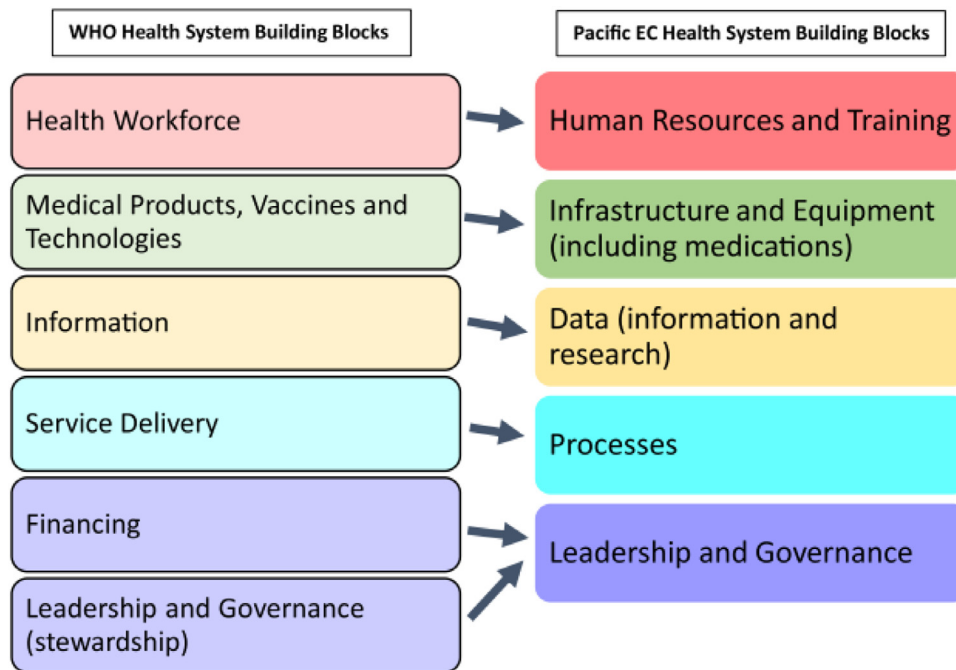 WHO Health System Building Blocks
Pacific EC Health System Building Blocks
Health Workforce
Human Resources and Training
Medical Products, Vaccines and
Technologies
Infrastructure and Equipment
(including medications)
Information
Data (information and
research)
Service Delivery
Processes
Financing
Leadership and Governance
Leadership and Governance
(stewardship)